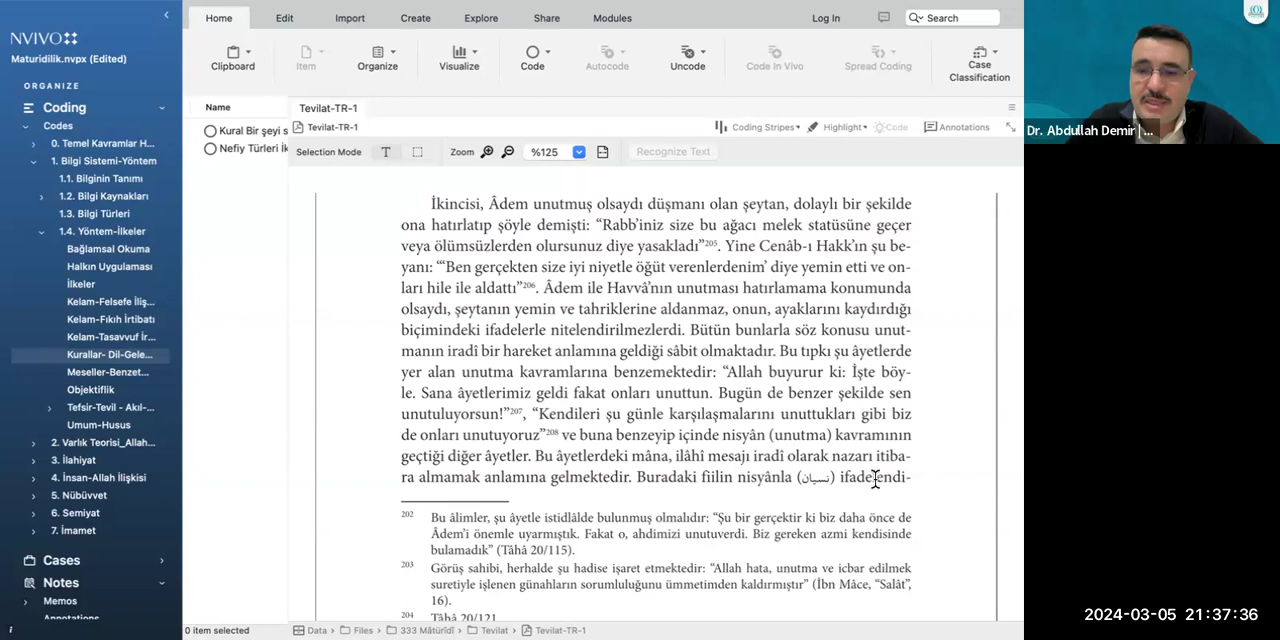 NVIVO
Maturidilik.nvpx (Edited)
ORGANIZE
Coding
Codes
0. Temel Kavramlar H...
1. Bilgi Sistemi-Yöntem
1.1. Bilginin Tanımı
1.2. Bilgi Kaynakları
1.3. Bilgi Türleri
1.4. Yöntem-İlkeler
Bağlamsal Okuma
Halkın Uygulaması
İlkeler
Kelam-Felsefe İliş...
Kelam-Fıkıh İrtibatı
Kelam-Tasavvuf İr...
Kurallar- Dil-Gele...
Meseller-Benzet...
Objektiflik
Tefsir-Tevil - Akıl-...
Umum-Husus
2. Varlık Teorisi_Allah...
3. İlahiyat
4. İnsan-Allah İlişkisi
5. Nübüvvet
6. Semiyat
7. İmamet
Cases
Notes
Memos
Annotations
Home Edit Import Create Explore Share Modules Log In Search
Clipboard Item Organize Visualize Code Autocode Uncode Code In Vivo Spread Coding Case Classification
Name
Kural Bir şeyi s
Nefiy Türleri İk
0 item selected
Tevilat-TR-1
Tevilat-TR-1 Coding Stripes Highlight Code Annotations
Selection Mode T Zoom %125 Recognize Text
İkincisi, Âdem unutmuş olsaydı düşmanı olan şeytan, dolaylı bir şekilde
ona hatırlatıp şöyle demişti: “Rabb’iniz size bu ağacı melek statüsüne geçer
veya ölümsüzlerden olursunuz diye yasakladı”205. Yine Cenâb-ı Hakk’ın şu be-
yanı: “‘Ben gerçekten size iyi niyetle öğüt verenlerdenim’ diye yemin etti ve on-
ları hile ile aldattı”206. Âdem ile Havvâ’nın unutması hatırlamama konumunda
olsaydı, şeytanın yemin ve tahriklerine aldanmaz, onun, ayaklarını kaydırdığı
biçimindeki ifadelerle nitelendirilmezlerdi. Bütün bunlarla söz konusu unut-
manın iradî bir hareket anlamına geldiği sâbit olmaktadır. Bu tıpkı şu âyetlerde
yer alan unutma kavramlarına benzemektedir: “Allah buyurur ki: İşte böy-
le. Sana âyetlerimiz geldi fakat onları unuttun. Bugün de benzer şekilde sen
unutuluyorsun!”207, “Kendileri şu günle karşılaşmalarını unuttukları gibi biz
de onları unutuyoruz”208 ve buna benzeyip içinde nisyân (unutma) kavramının
geçtiği diğer âyetler. Bu âyetlerdeki mâna, ilâhî mesajı iradî olarak nazarı itiba-
ra almamak anlamına gelmektedir. Buradaki fiilin nisyânla (نسيان) ifadelendi-
202 Bu âlimler, şu âyetle istidlâlde bulunmuş olmalıdır: “Şu bir gerçektir ki biz daha önce de
Âdem’i önemle uyarmıştık. Fakat o, ahdimizi unutuverdi. Biz gereken azmi kendisinde
bulamadık” (Tâhâ 20/115).
203 Görüş sahibi, herhalde şu hadise işaret etmektedir: “Allah hata, unutma ve icbar edilmek
suretiyle işlenen günahların sorumluluğunu ümmetimden kaldırmıştır” (İbn Mâce, “Salât”,
16).
204 Tâhâ 20/121
Data Files 333 Mâtürîdî Tevilat Tevilat-TR-1
Dr. Abdullah Demir | ...
2024-03-05 21:37:36